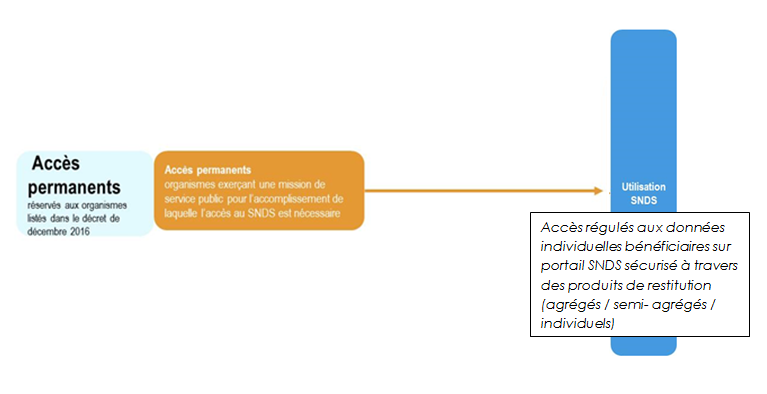 Accès
permanents
réservés aux organismes
listés dans le décret de
décembre 2016
Accés permanents
organismes exerçant une mission de
service public pour l'accomplissement de
laquelle l'accès au SNDS est nécessaire
Utilisation
SNDS
Accès régulés aux données
individuelles bénéficiaires sur
portail SNDS sécurisé à travers
des produits de restitution
(agrégés / semi- agrégés /
individuels)